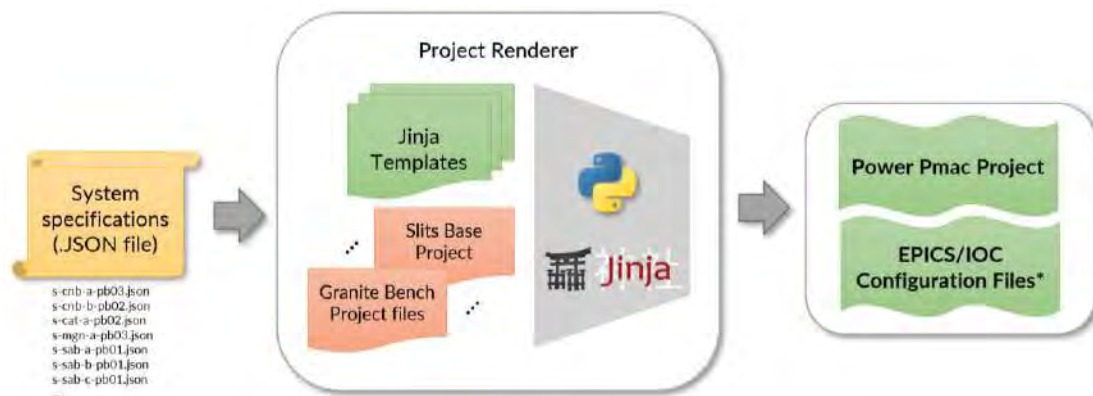 Project Renderer
System
specifications
(.JSON file)
s-cnb-a-pb03.json
s-cnb-b-pb02.json
s-cat-a-pb02.json
s-mgn-a-pb03.json
s-sab-a-pb01.json
s-sab-b-pb01.json
s-sab-c-pb01.json
...
Jinja
Templates
...
Slits Base
Project
Granite Bench
Project files
...
Jinja
Power Pmac Project
EPICS/IOC
Configuration Files*